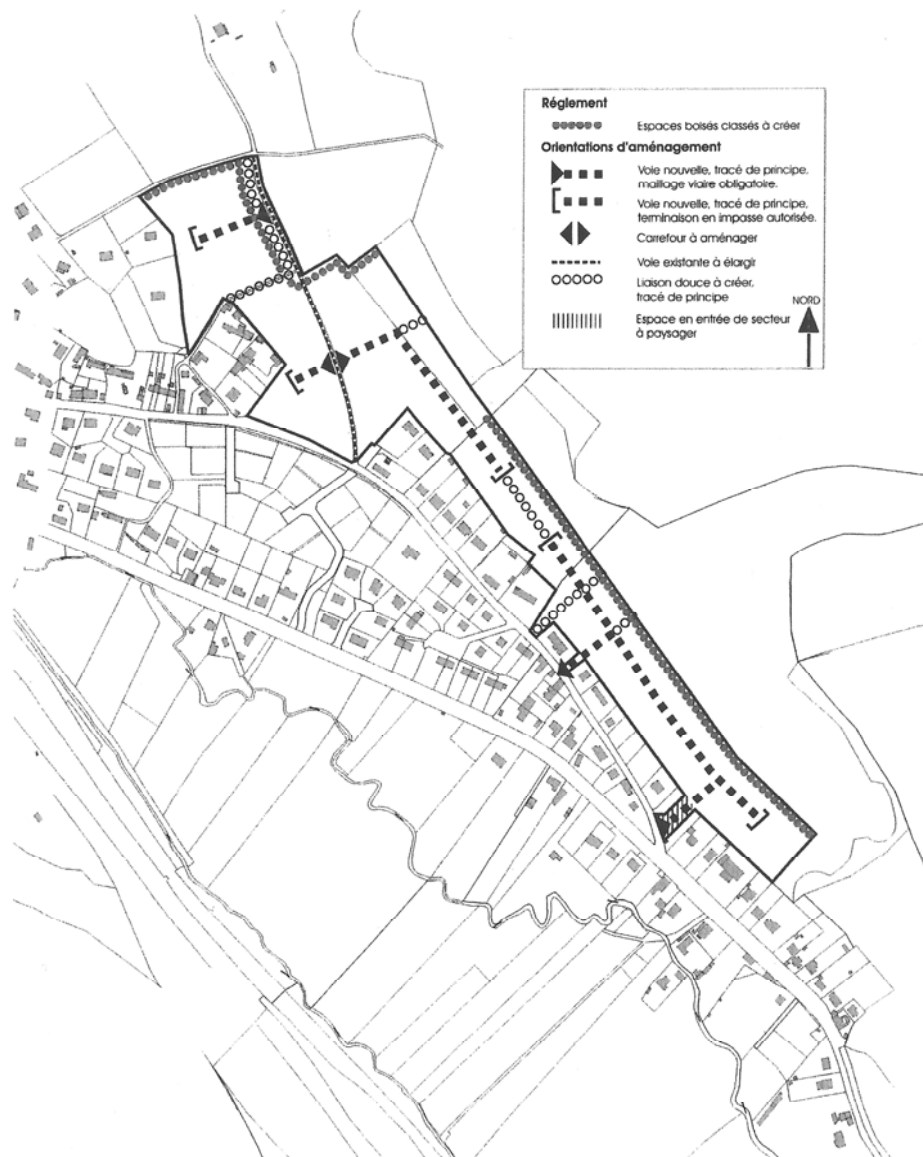 Réglement
Espaces boisés classés à créer
Orientations d'aménagement
Voie nouvelle, tracé de principe,
maillage viaire obligatoire.
Voie nouvelle, tracé de principe,
terminaison en impasse autorisée.
Carrefour à aménager
Voie existante à élargir
Liaison douce à créer,
tracé de principe
Espace en entrée de secteur
à paysager
NORD